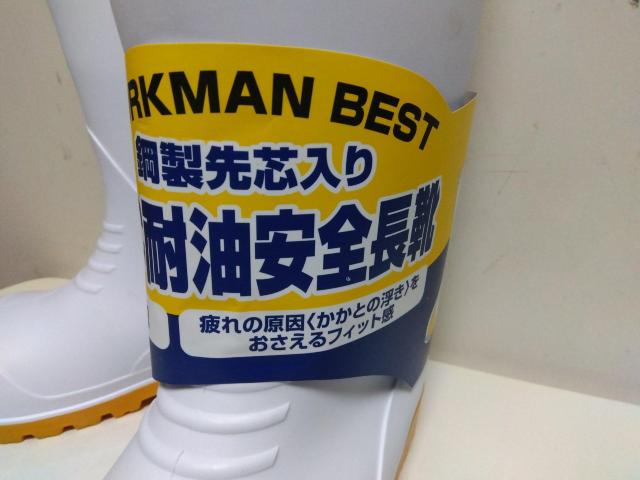 RKMAN BEST
鋼製先芯入り
耐油安全長靴
疲れの原因〈かかとの浮き〉を
おさえるフィット感